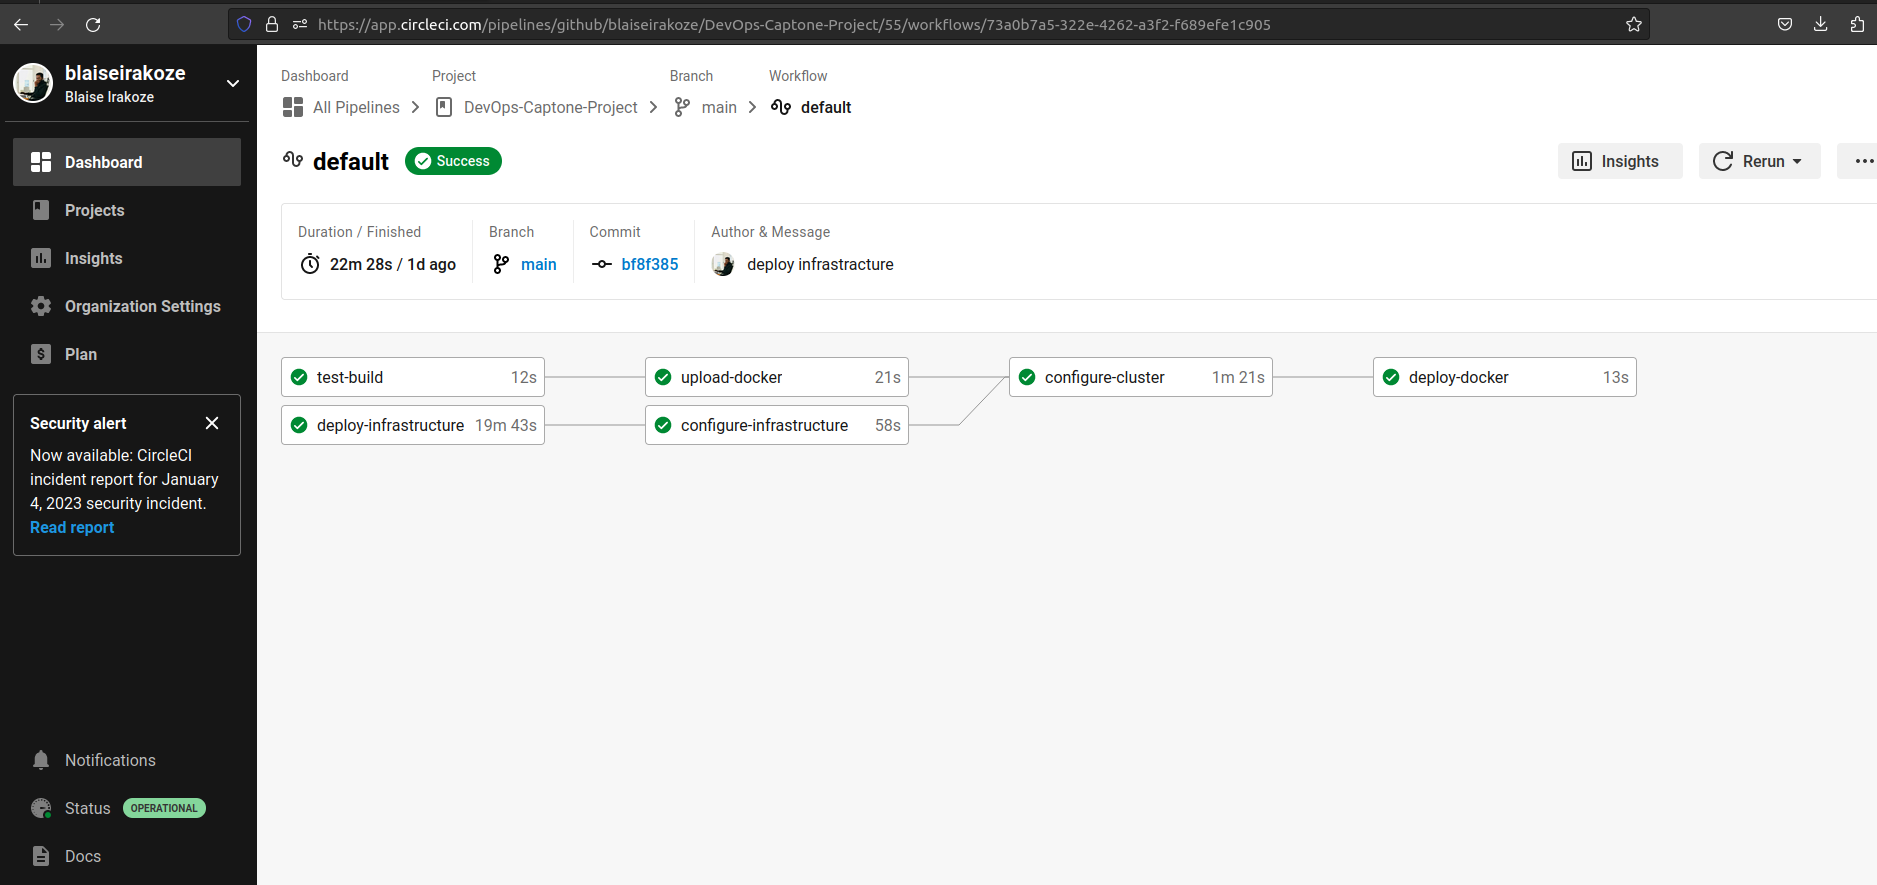 https://app.circleci.com/pipelines/github/blaiseirakoze/DevOps-Captone-Project/55/workflows/73a0b7a5-322e-4262-a3f2-f689efe1c905
blaiseirakoze
Blaise Irakoze
Dashboard
Projects
Insights
Organization Settings
Plan
Security alert
Now available: CircleCI
incident report for January
4, 2023 security incident.
Read report
Notifications
Status OPERATIONAL
Docs
Dashboard Project Branch Workflow
All Pipelines DevOps-Captone-Project main default
default Success
Insights Rerun
Duration / Finished Branch Commit Author & Message
22m 28s / 1d ago main bf8f385 deploy infrastracture
test-build 12s upload-docker 21s configure-cluster 1m 21s deploy-docker 13s
deploy-infrastructure 19m 43s configure-infrastructure 58s